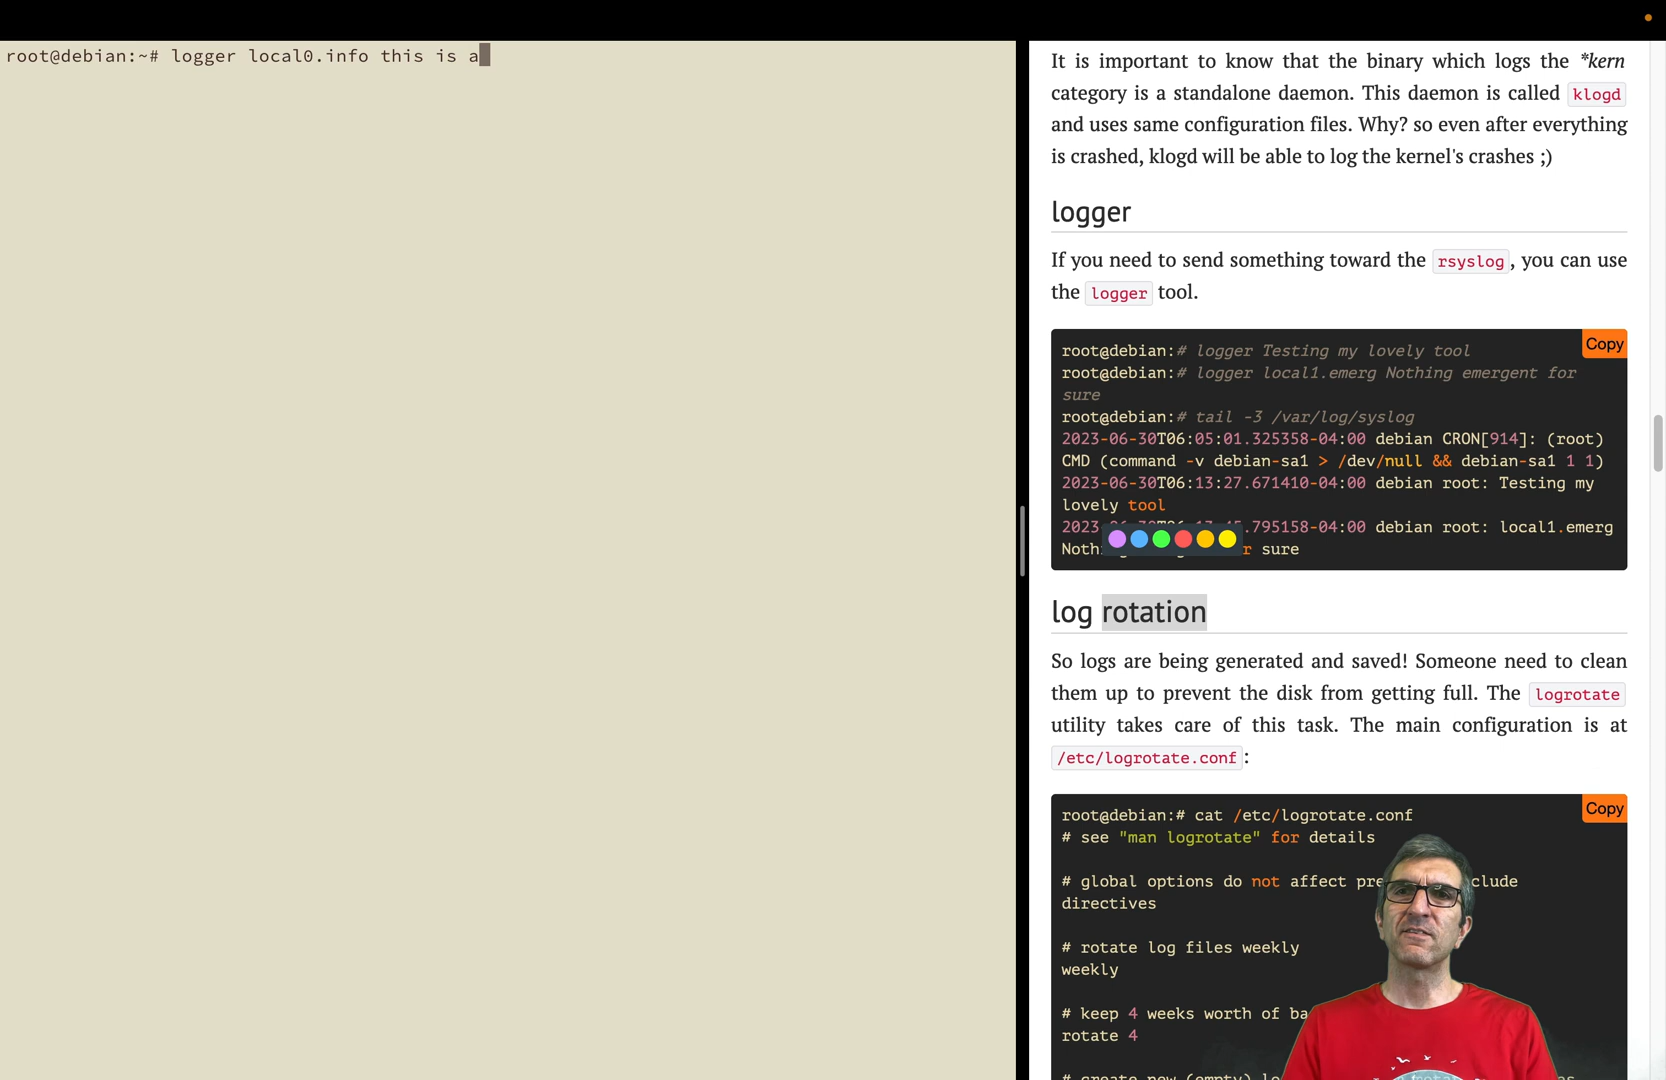 root@debian:~# logger local0.info this is a
It is important to know that the binary which logs the *kern
category is a standalone daemon. This daemon is called klogd
and uses same configuration files. Why? so even after everything
is crashed, klogd will be able to log the kernel's crashes ;)
logger
If you need to send something toward the rsyslog, you can use
the logger tool.
Copy
root@debian:# logger Testing my lovely tool
root@debian:# logger local1.emerg Nothing emergent for
sure
root@debian:# tail -3 /var/log/syslog
2023-06-30T06:05:01.325358-04:00 debian CRON[914]: (root)
CMD (command -v debian-sa1 > /dev/null && debian-sa1 1 1)
2023-06-30T06:13:27.671410-04:00 debian root: Testing my
lovely tool
2023 .795158-04:00 debian root: local1.emerg
sure
log rotation
So logs are being generated and saved! Someone need to clean
them up to prevent the disk from getting full. The logrotate
utility takes care of this task. The main configuration is at
/etc/logrotate.conf:
Copy
root@debian:# cat /etc/logrotate.conf
# see "man logrotate" for details
# global options do not affect
directives
# rotate log files weekly
weekly
# keep 4 weeks worth of
rotate 4
# create new (empty)